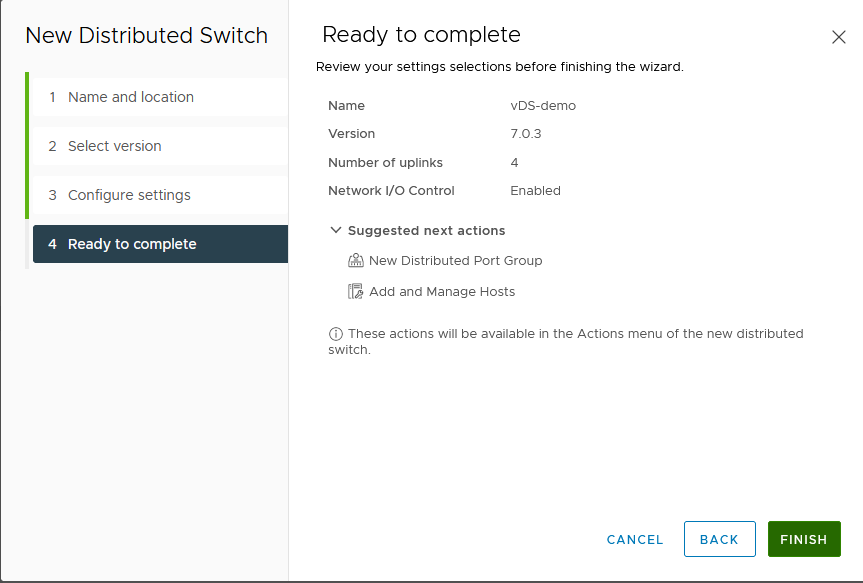 New Distributed Switch
1 Name and location
2 Select version
3 Configure settings
4 Ready to complete
Ready to complete
Review your settings selections before finishing the wizard.
Name vDS-demo
Version 7.0.3
Number of uplinks 4
Network I/O Control Enabled
Suggested next actions
New Distributed Port Group
Add and Manage Hosts
These actions will be available in the Actions menu of the new distributed
switch.
CANCEL BACK FINISH